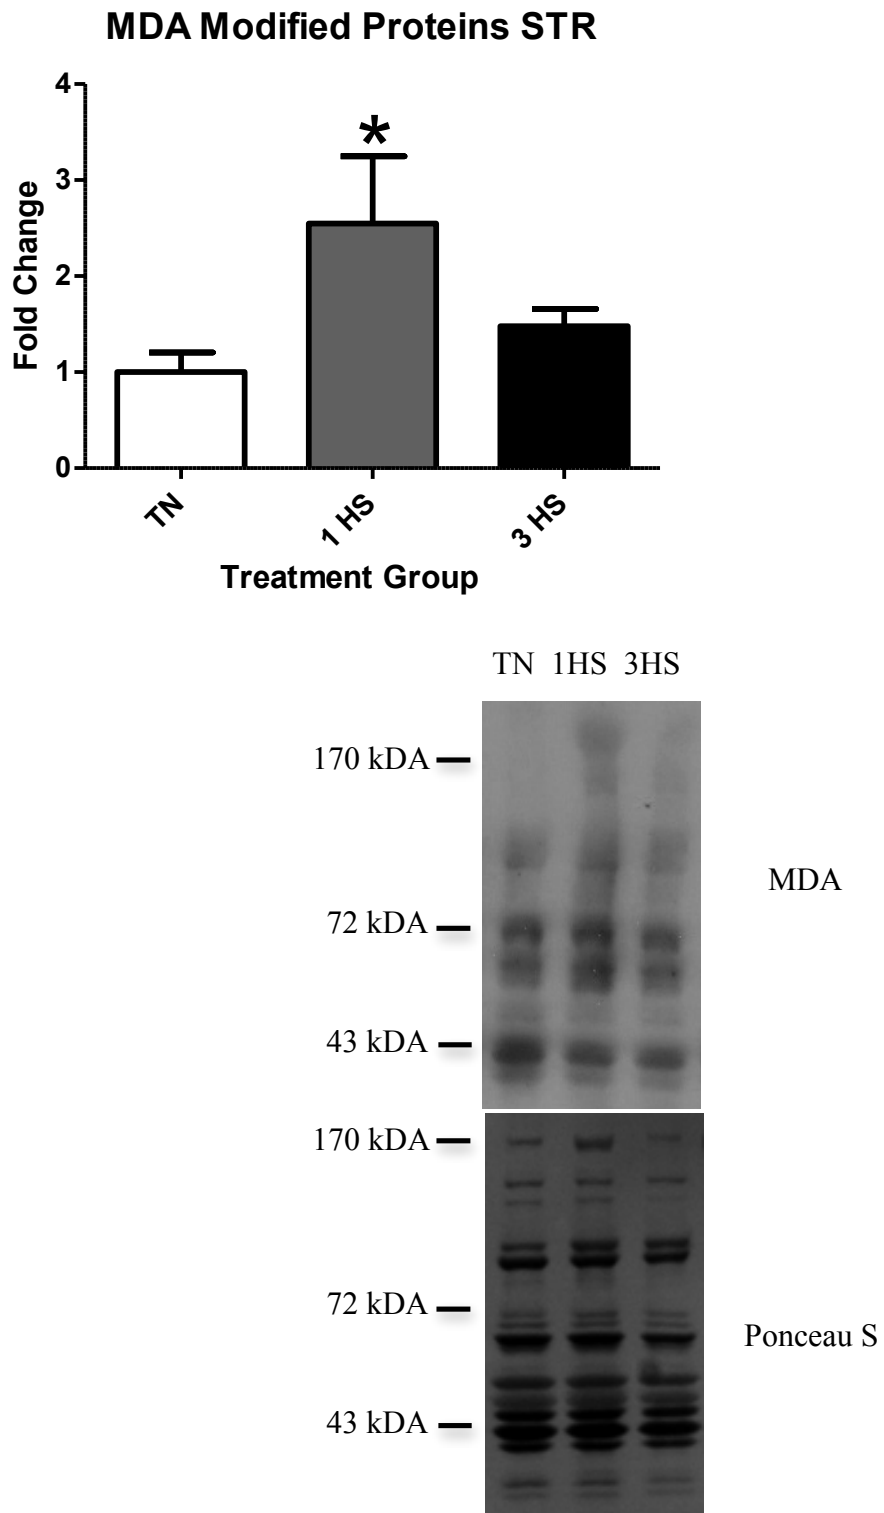 MDA Modified Proteins STR
4
3
2
1
0
Fold Change
*
TN
1 HS
3 HS
Treatment Group
TN 1HS 3HS
170 kDA
72 kDA
43 kDA
MDA
170 kDA
72 kDA
43 kDA
Ponceau S